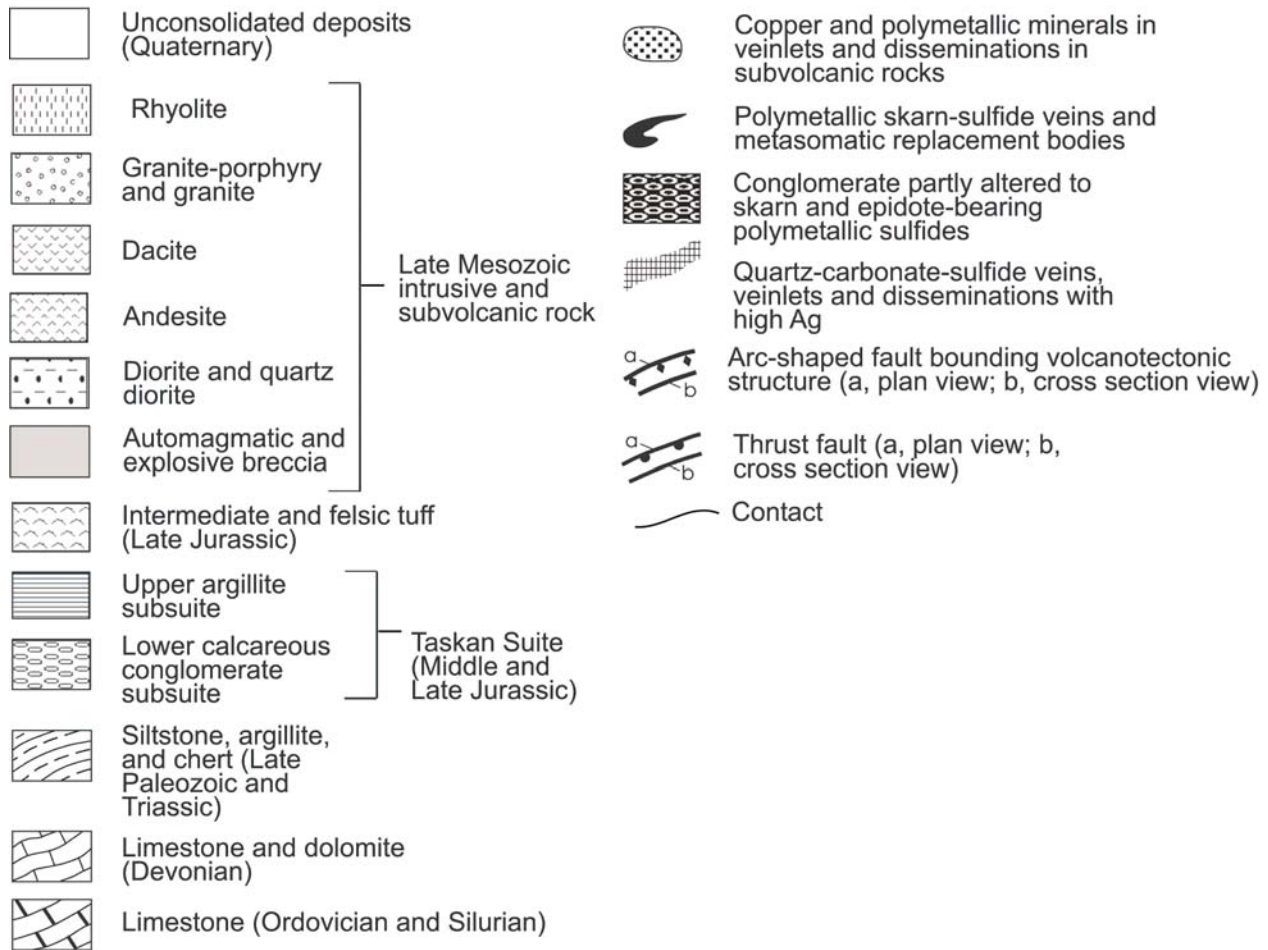 Unconsolidated deposits
(Quaternary)
Rhyolite
Granite-porphyry
and granite
Dacite
Andesite
Diorite and quartz
diorite
Automagmatic and
explosive breccia
Late Mesozoic
intrusive and
subvolcanic rock
Intermediate and felsic tuff
(Late Jurassic)
Upper argillite
subsuite
Lower calcareous
conglomerate
subsuite
Taskan Suite
(Middle and
Late Jurassic)
Siltstone, argillite,
and chert (Late
Paleozoic and
Triassic)
Limestone and dolomite
(Devonian)
Limestone (Ordovician and Silurian)
Copper and polymetallic minerals in
veinlets and disseminations in
subvolcanic rocks
Polymetallic skarn-sulfide veins and
metasomatic replacement bodies
Conglomerate partly altered to
skarn and epidote-bearing
polymetallic sulfides
Quartz-carbonate-sulfide veins,
veinlets and disseminations with
high Ag
a
b
Arc-shaped fault bounding volcanotectonic
structure (a, plan view; b, cross section view)
a
b
Thrust fault (a, plan view; b,
cross section view)
Contact